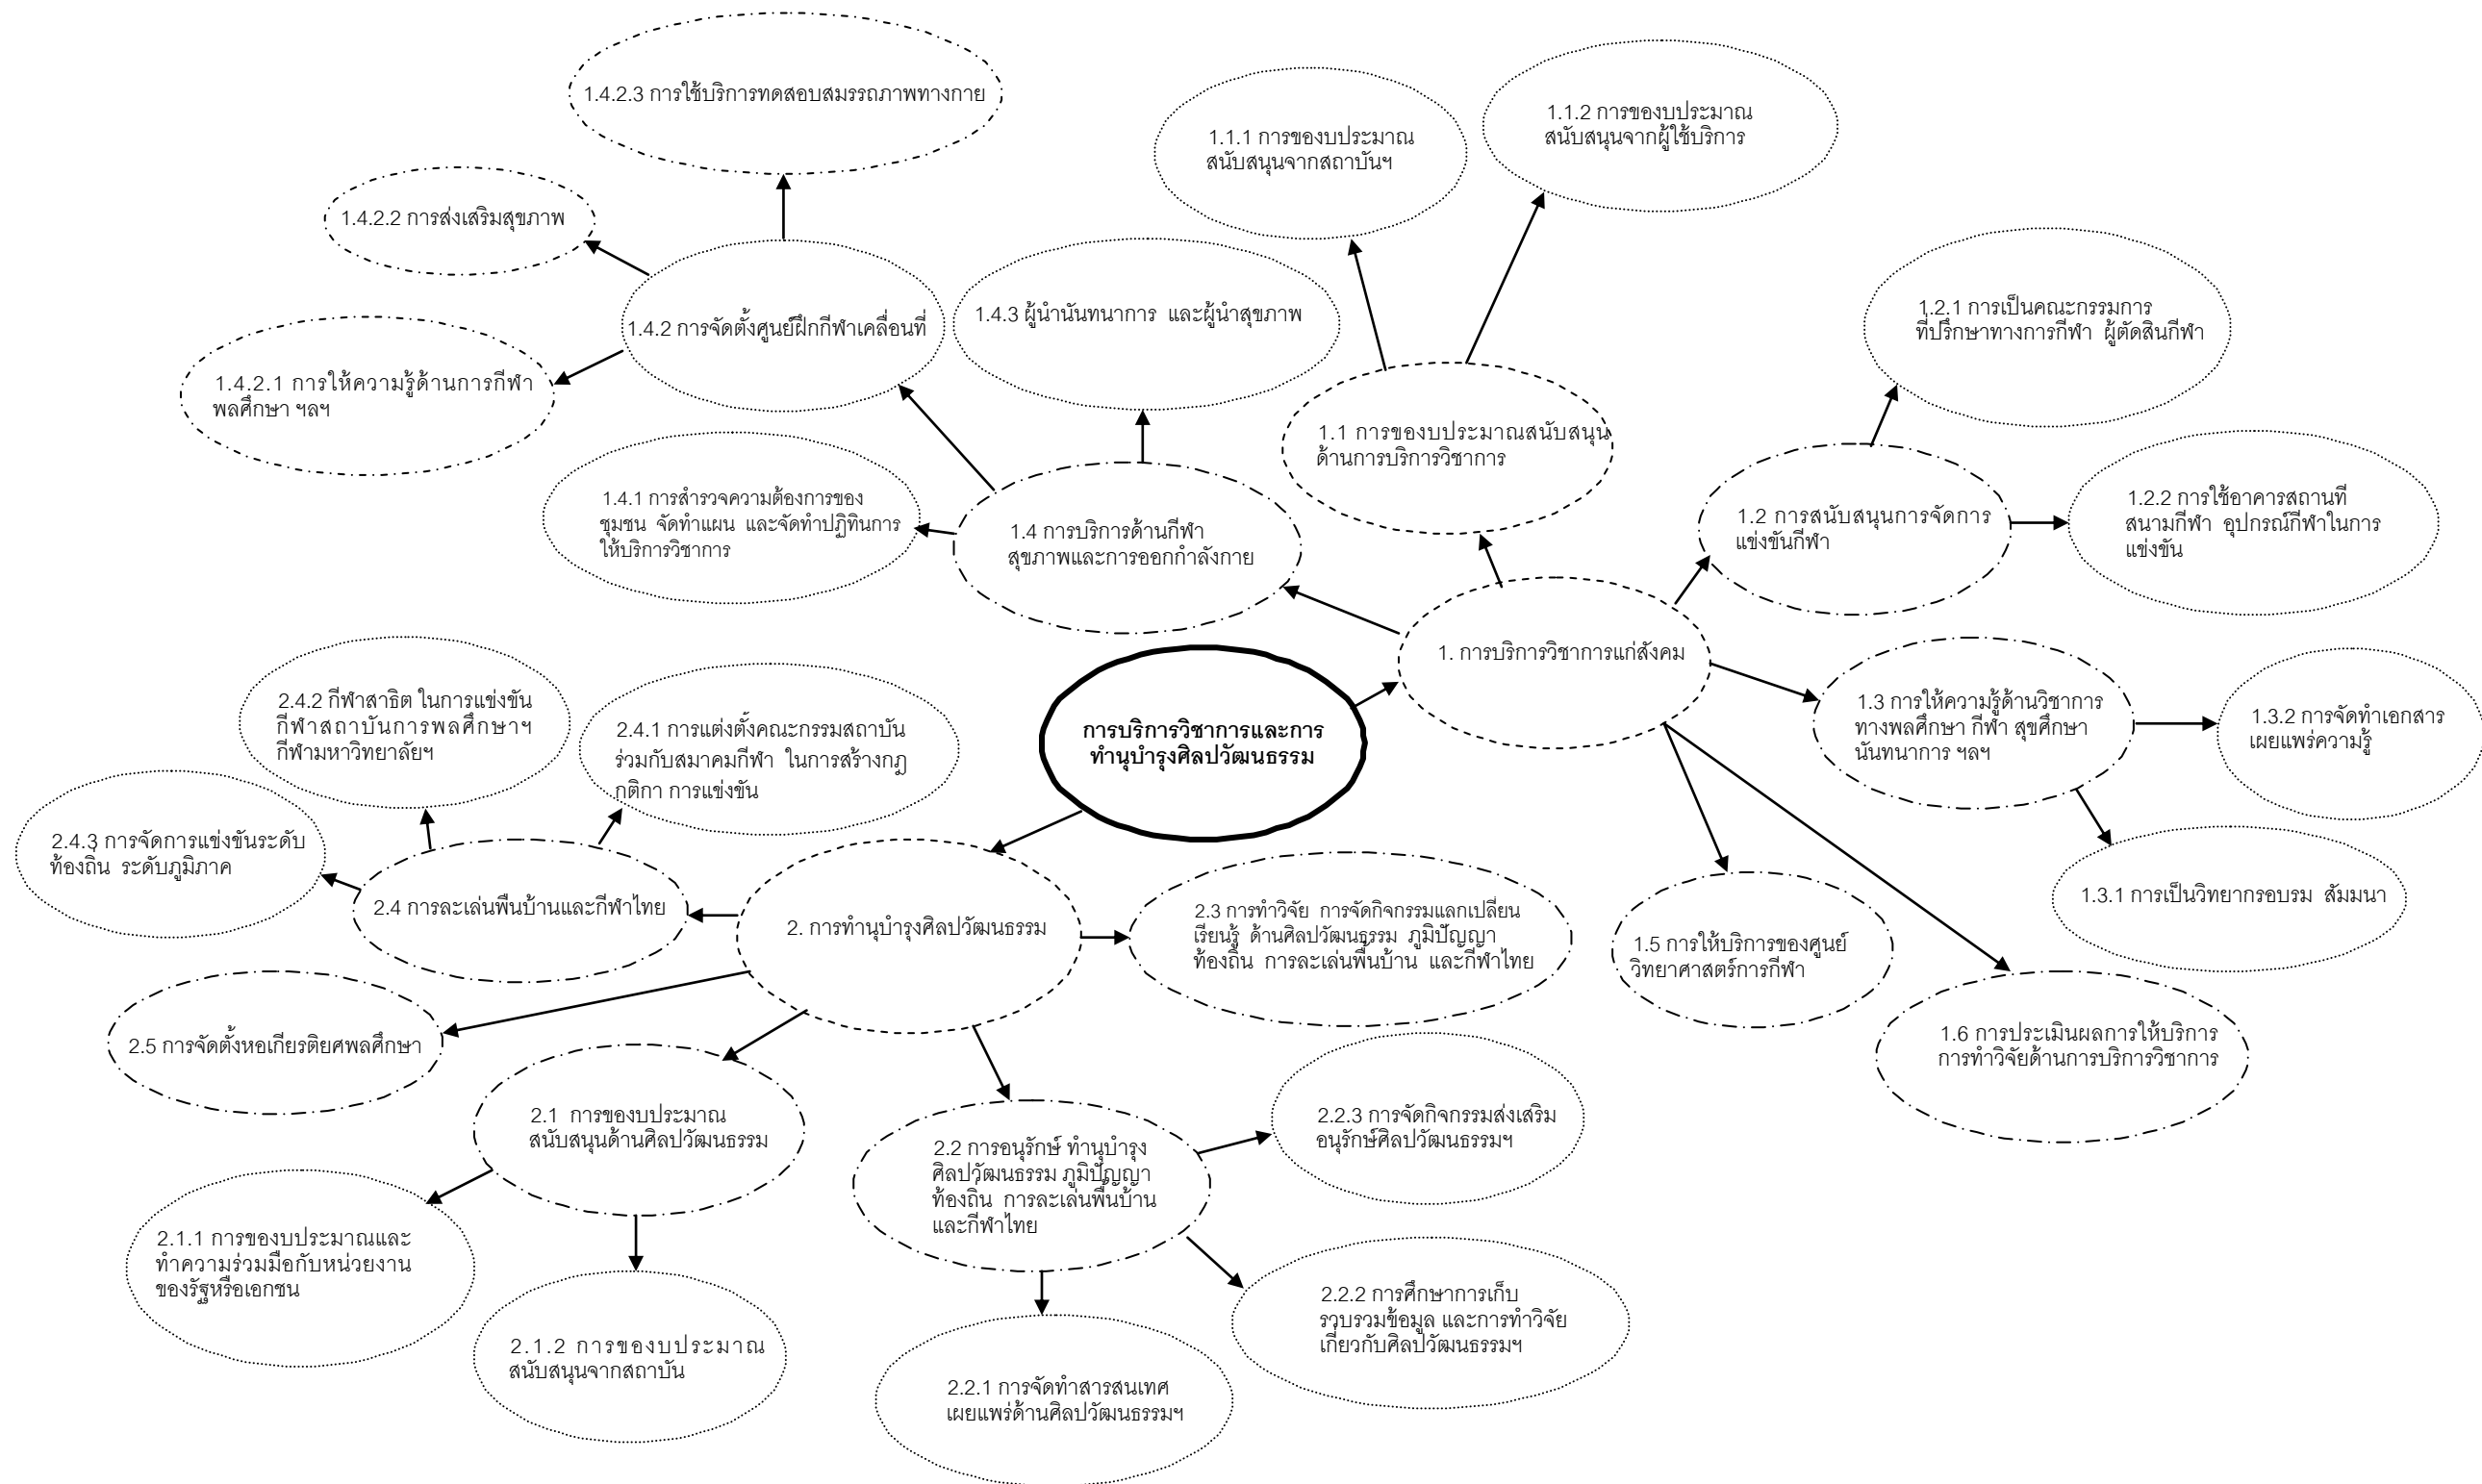 1.4.2.3 การใช้บริการทดสอบสมรรถภาพทางกาย
1.1.2 การของบประมาณ
สนับสนุนจากผู้ใช้บริการ
1.1.1 การของบประมาณ
สนับสนุนจากสถาบันฯ
1.4.2.2 การส่งเสริมสุขภาพ
1.4.3 ผู้นำนันทนาการ และผู้นำสุขภาพ
1.4.2 การจัดตั้งศูนย์ฝึกกีฬาเคลื่อนที่
1.2.1 การเป็นคณะกรรมการ
ที่ปรึกษาทางการกีฬา ผู้ตัดสินกีฬา
1.4.2.1 การให้ความรู้ด้านการกีฬา
พลศึกษา ฯลฯ
1.1 การของบประมาณสนับสนุน
ด้านการบริการวิชาการ
1.4.1 การสำรวจความต้องการของ
ชุมชน จัดทำแผน และจัดทำปฏิทินการ
ให้บริการวิชาการ
1.4 การบริการด้านกีฬา
สุขภาพและการออกกำลังกาย
1.2 การสนับสนุนการจัดการ
แข่งขันกีฬา
1.2.2 การใช้อาคารสถานที่
สนามกีฬา อุปกรณ์กีฬาในการ
แข่งขัน
1. การบริการวิชาการแก่สังคม
2.4.2 กีฬาสาธิต ในการแข่งขัน
กีฬาสถาบันการพลศึกษาฯ
กีฬามหาวิทยาลัยฯ
2.4.1 การแต่งตั้งคณะกรรมสถาบัน
ร่วมกับสมาคมกีฬา ในการสร้างกฎ
กติกา การแข่งขัน
การบริการวิชาการและการ
ทำนุบำรุงศิลปวัฒนธรรม
1.3 การให้ความรู้ด้านวิชาการ
ทางพลศึกษา กีฬา สุขศึกษา
นันทนาการ ฯลฯ
1.3.2 การจัดทำเอกสาร
เผยแพร่ความรู้
2.4.3 การจัดการแข่งขันระดับ
ท้องถิ่น ระดับภูมิภาค
2.4 การละเล่นพื้นบ้านและกีฬาไทย
2. การทำนุบำรุงศิลปวัฒนธรรม
2.3 การทำวิจัย การจัดกิจกรรมแลกเปลี่ยน
เรียนรู้ ด้านศิลปวัฒนธรรม ภูมิปัญญา
ท้องถิ่น การละเล่นพื้นบ้าน และกีฬาไทย
1.3.1 การเป็นวิทยากรอบรม สัมมนา
1.5 การให้บริการของศูนย์
วิทยาศาสตร์การกีฬา
2.5 การจัดตั้งหอเกียรติยศพลศึกษา
1.6 การประเมินผลการให้บริการ
การทำวิจัยด้านการบริการวิชาการ
2.1 การของบประมาณ
สนับสนุนด้านศิลปวัฒนธรรม
2.2 การอนุรักษ์ ทำนุบำรุง
ศิลปวัฒนธรรม ภูมิปัญญา
ท้องถิ่น การละเล่นพื้นบ้าน
และกีฬาไทย
2.2.3 การจัดกิจกรรมส่งเสริม
อนุรักษ์ศิลปวัฒนธรรมฯ
2.1.1 การของบประมาณและ
ทำความร่วมมือกับหน่วยงาน
ของรัฐหรือเอกชน
2.2.2 การศึกษาการเก็บ
รวบรวมข้อมูล และการทำวิจัย
เกี่ยวกับศิลปวัฒนธรรมฯ
2.1.2 การของบประมาณ
สนับสนุนจากสถาบัน
2.2.1 การจัดทำสารสนเทศ
เผยแพร่ด้านศิลปวัฒนธรรมฯ